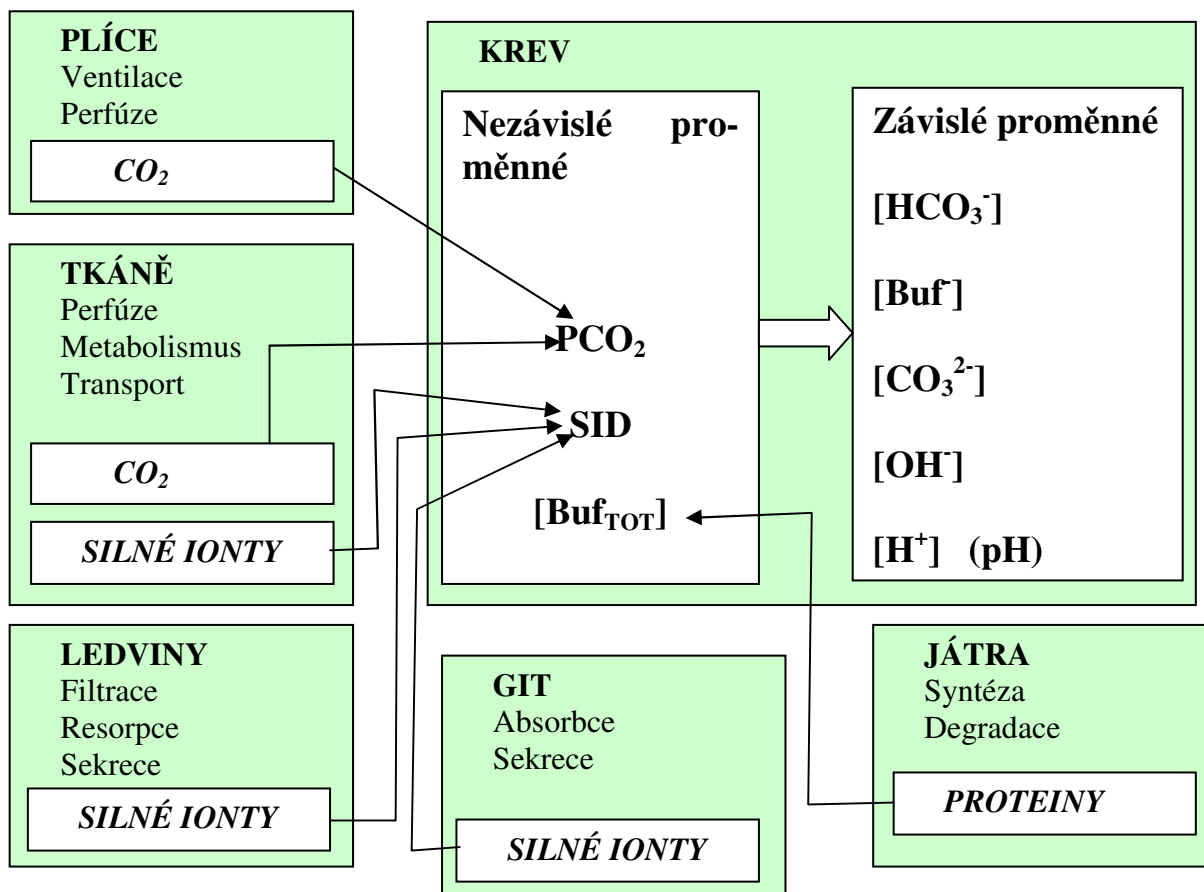 PLÍCE
Ventilace
Perfúze
CO₂
TKÁNĚ
Perfúze
Metabolismus
Transport
CO₂
SILNÉ IONTY
LEDVINY
Filtrace
Resorpce
Sekrece
SILNÉ IONTY
KREV
Nezávislé pro-
měnné
PCO₂
SID
[Buf_TOT]
Závislé proměnné
[HCO₃⁻]
[Buf⁻]
[CO₃²⁻]
[OH⁻]
[H⁺] (pH)
GIT
Absorbce
Sekrece
SILNÉ IONTY
JÁTRA
Syntéza
Degradace
PROTEINY